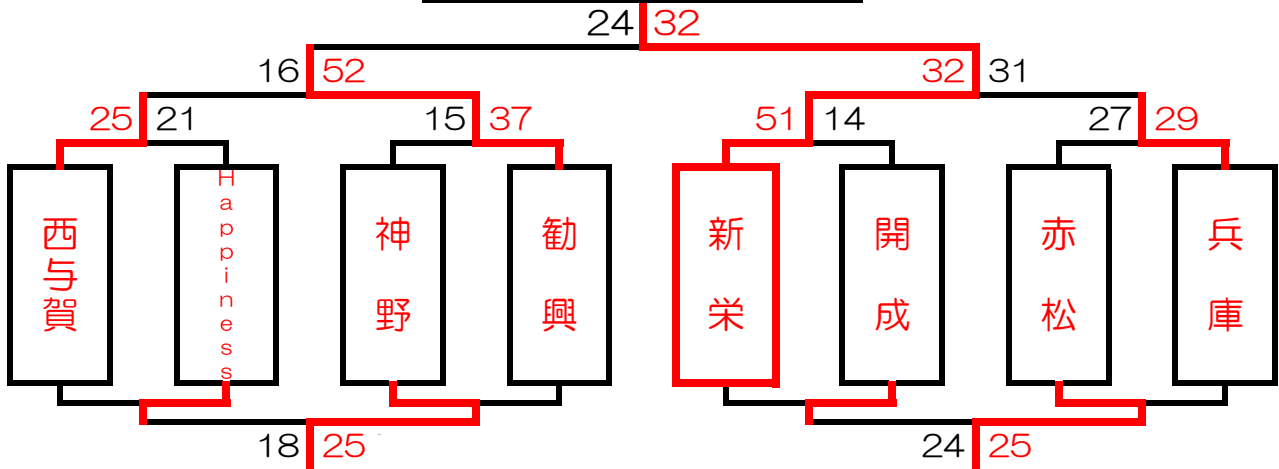 24 32
16 52
32 31
25 21
15 37
51 14
27 29
西与賀
Happiness
神野
勧興
新栄
開成
赤松
兵庫
18 25
24 25